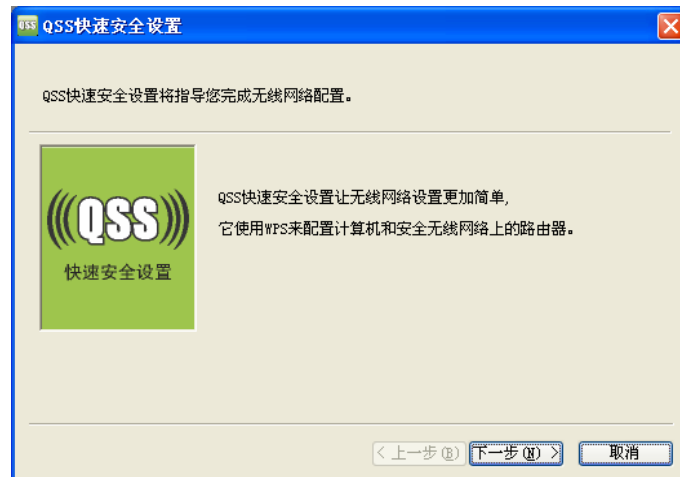 QSS QSS快速安全设置
QSS快速安全设置将指导您完成无线网络配置。
(((QSS)))
快速安全设置
QSS快速安全设置让无线网络设置更加简单,
它使用WPS来配置计算机和安全无线网络上的路由器。
< 上一步(B) 下一步(N) > 取消